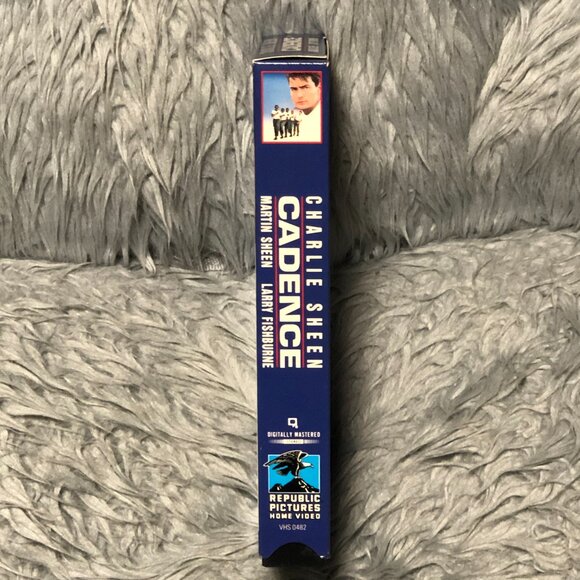 CHARLIE SHEEN
CADENCE
MARTIN SHEEN LARRY FISHBURNE
DIGITALLY MASTERED
REPUBLIC
PICTURES
HOME VIDEO
VHS 0482